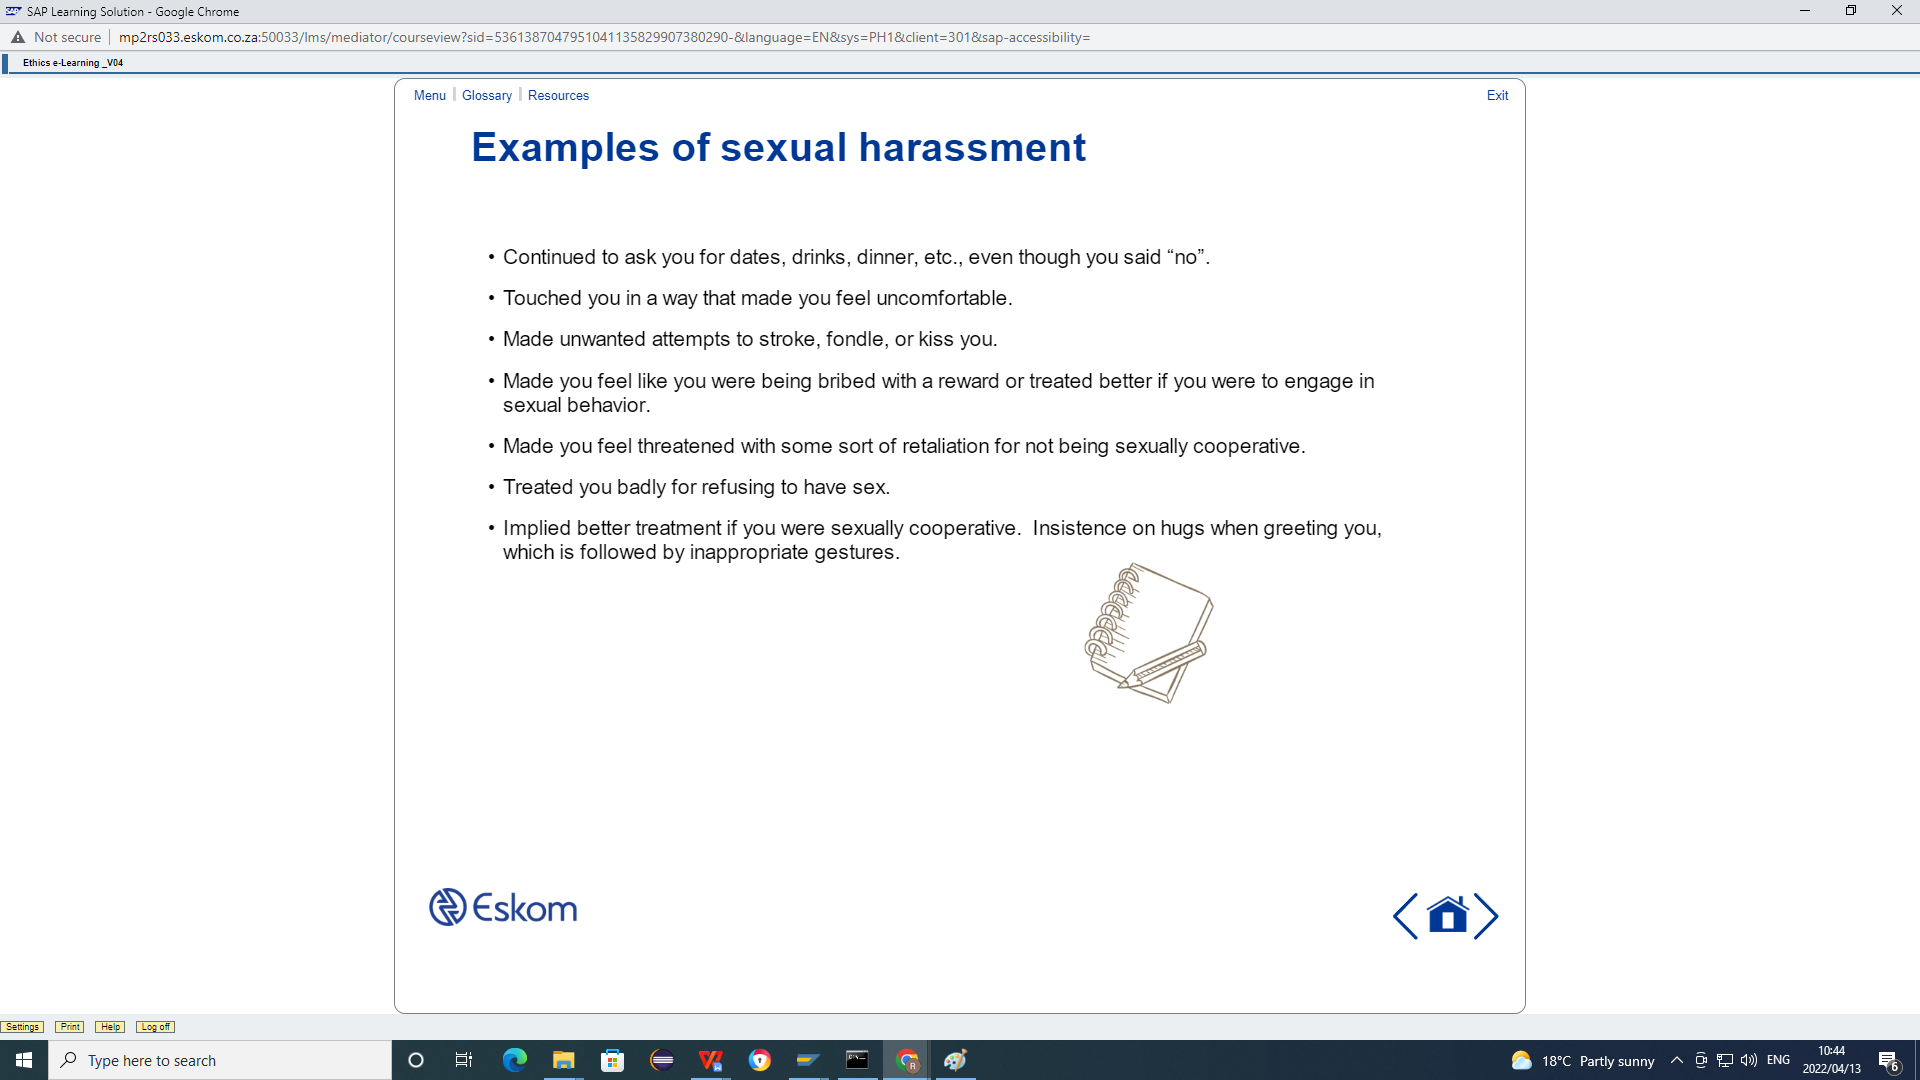 SAP Learning Solution - Google Chrome
Not secure | mp2rs033.eskom.co.za:50033/lms/mediator/courseview?sid=53613870479510411358299073802​90-&language=EN&sys=PH1&client=301&sap-accessibility=
Ethics e-Learning _V04
Menu Glossary Resources Exit
Examples of sexual harassment
• Continued to ask you for dates, drinks, dinner, etc., even though you said “no”.
• Touched you in a way that made you feel uncomfortable.
• Made unwanted attempts to stroke, fondle, or kiss you.
• Made you feel like you were being bribed with a reward or treated better if you were to engage in
sexual behavior.
• Made you feel threatened with some sort of retaliation for not being sexually cooperative.
• Treated you badly for refusing to have sex.
• Implied better treatment if you were sexually cooperative.  Insistence on hugs when greeting you,
which is followed by inappropriate gestures.
Eskom
Settings Print Help Log off
Type here to search
18°C Partly sunny
ENG
10:44
2022/04/13
6